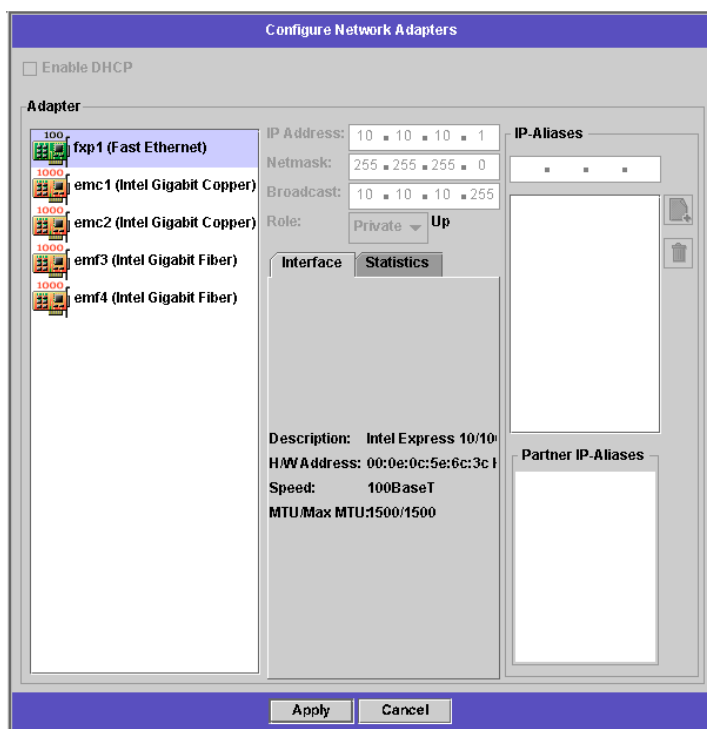 Configure Network Adapters
Enable DHCP
Adapter
100
fxp1 (Fast Ethernet)
1000
emc1 (Intel Gigabit Copper)
1000
emc2 (Intel Gigabit Copper)
1000
emf3 (Intel Gigabit Fiber)
1000
emf4 (Intel Gigabit Fiber)
IP Address: 10 . 10 . 10 . 1
Netmask: 255 . 255 . 255 . 0
Broadcast: 10 . 10 . 10 . 255
Role: Private Up
Interface Statistics
Description: Intel Express 10/10
H/W Address: 00:0e:0c:5e:6c:3c
Speed: 100BaseT
MTU/Max MTU:1500/1500
IP-Aliases
. . .
Partner IP-Aliases
Apply Cancel